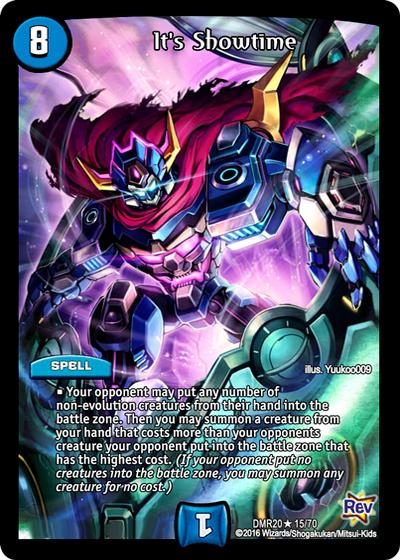 8
It's Showtime
SPELL
illus. Yuukoo009
▪ Your opponent may put any number of
non-evolution creatures from their hand into the
battle zone. Then you may summon a creature from
your hand that costs more than your opponents
creature your opponent put into the battle zone that
has the highest cost. (If your opponent put no
creatures into the battle zone, you may summon any
creature for no cost.)
1
Rev
DMR20★ 15/70
©2016 Wizards/Shogakukan/Mitsui-Kids